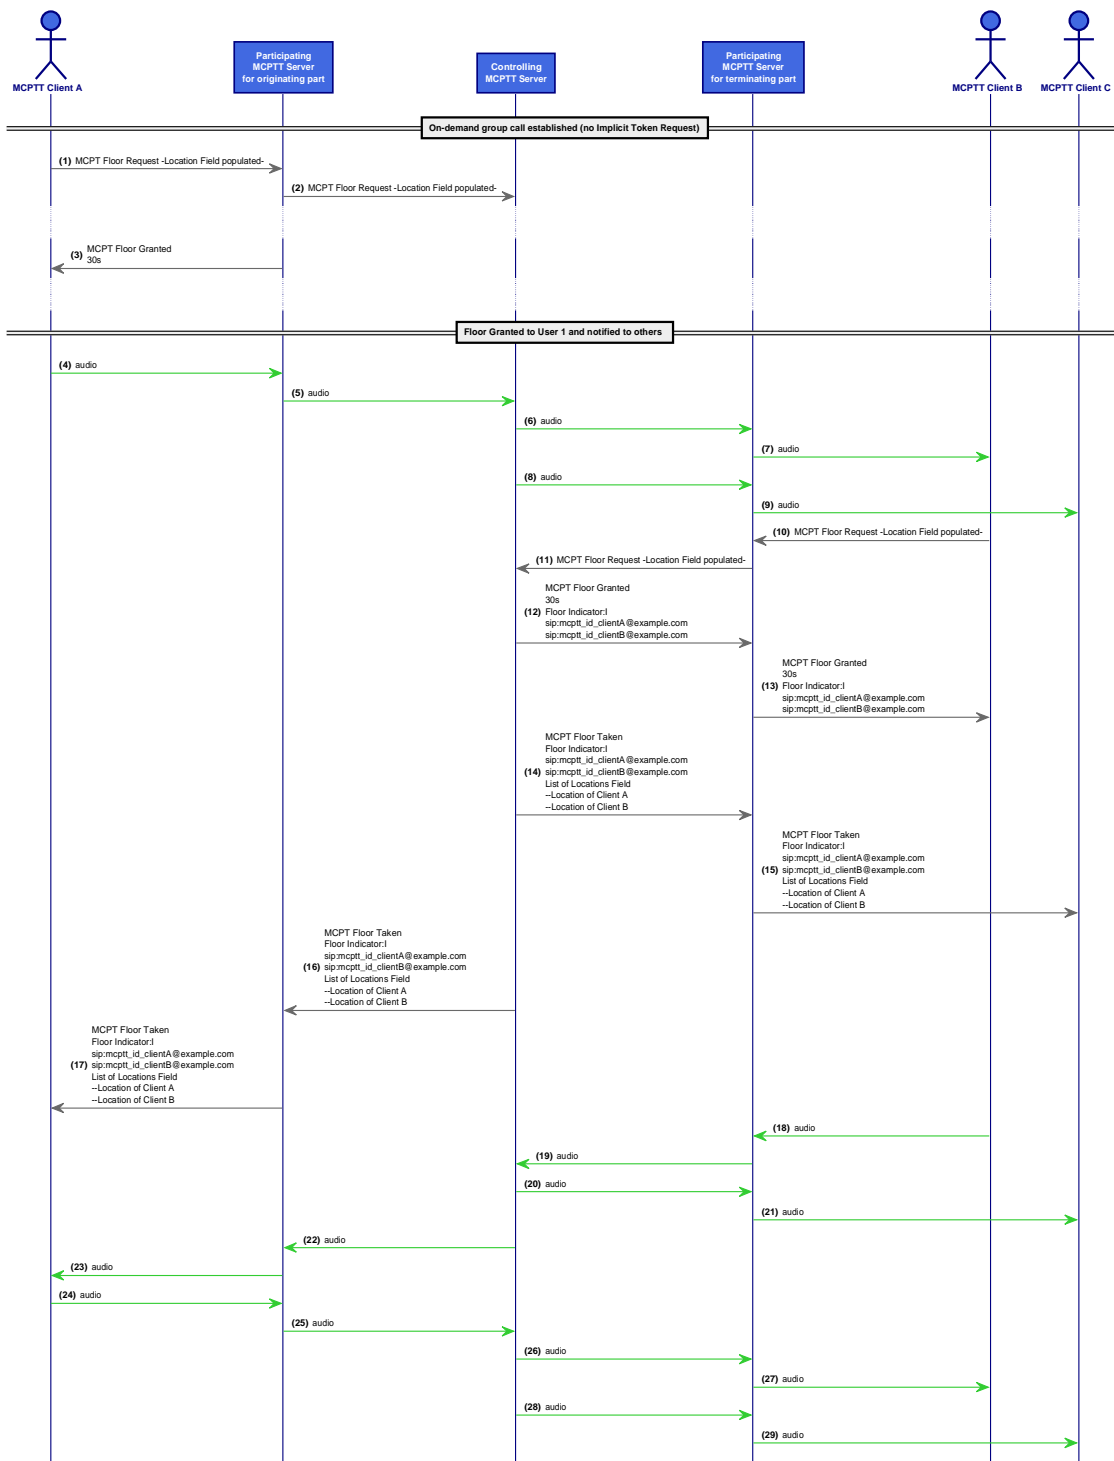 MCPTT Client A
Participating
MCPTT Server
for originating part
Controlling
MCPTT Server
Participating
MCPTT Server
for terminating part
MCPTT Client B
MCPTT Client C
On-demand group call established (no Implicit Token Request)
(1) MCPT Floor Request -Location Field populated-
(2) MCPT Floor Request -Location Field populated-
(3) MCPT Floor Granted
30s
Floor Granted to User 1 and notified to others
(4) audio
(5) audio
(6) audio
(7) audio
(8) audio
(9) audio
(10) MCPT Floor Request -Location Field populated-
(11) MCPT Floor Request -Location Field populated-
MCPT Floor Granted
30s
(12) Floor Indicator:I
sip:mcptt_id_clientA@example.com
sip:mcptt_id_clientB@example.com
MCPT Floor Granted
30s
(13) Floor Indicator:I
sip:mcptt_id_clientA@example.com
sip:mcptt_id_clientB@example.com
MCPT Floor Taken
Floor Indicator:I
sip:mcptt_id_clientA@example.com
(14) sip:mcptt_id_clientB@example.com
List of Locations Field
--Location of Client A
--Location of Client B
MCPT Floor Taken
Floor Indicator:I
sip:mcptt_id_clientA@example.com
(15) sip:mcptt_id_clientB@example.com
List of Locations Field
--Location of Client A
--Location of Client B
MCPT Floor Taken
Floor Indicator:I
sip:mcptt_id_clientA@example.com
(16) sip:mcptt_id_clientB@example.com
List of Locations Field
--Location of Client A
--Location of Client B
MCPT Floor Taken
Floor Indicator:I
sip:mcptt_id_clientA@example.com
(17) sip:mcptt_id_clientB@example.com
List of Locations Field
--Location of Client A
--Location of Client B
(18) audio
(19) audio
(20) audio
(21) audio
(22) audio
(23) audio
(24) audio
(25) audio
(26) audio
(27) audio
(28) audio
(29) audio